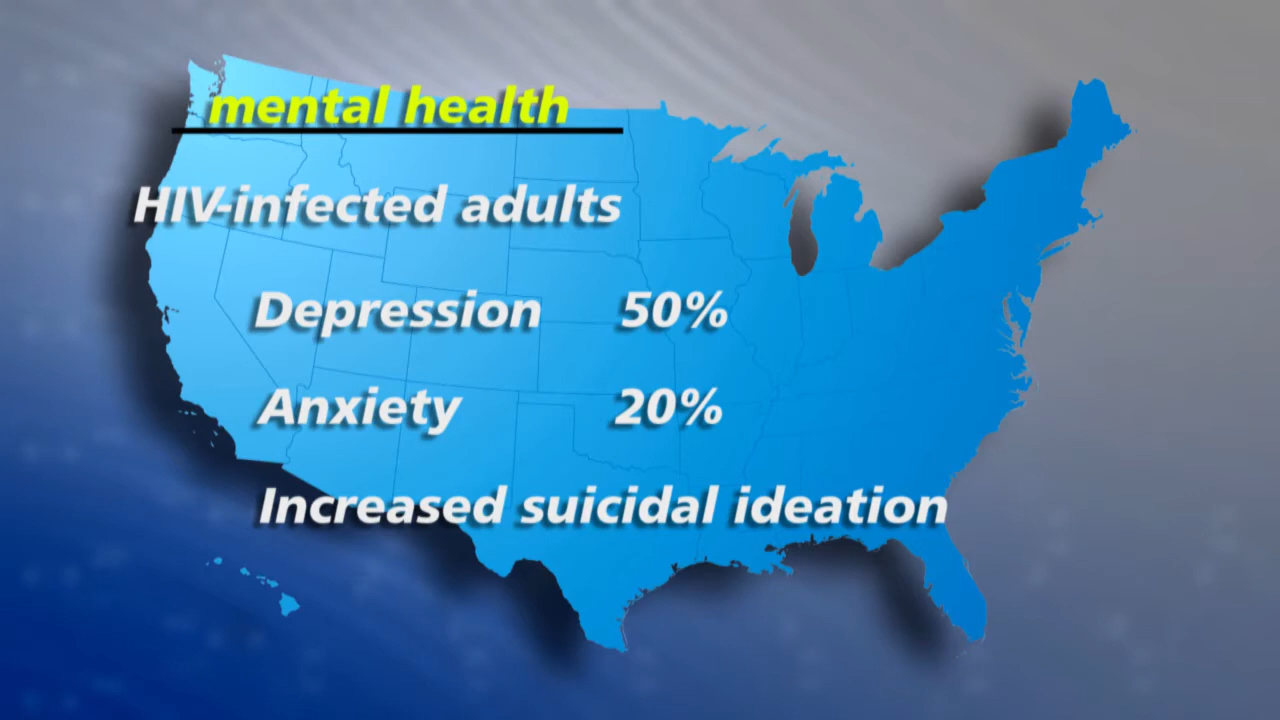 mental health
HIV-infected adults
Depression 50%
Anxiety 20%
Increased suicidal ideation